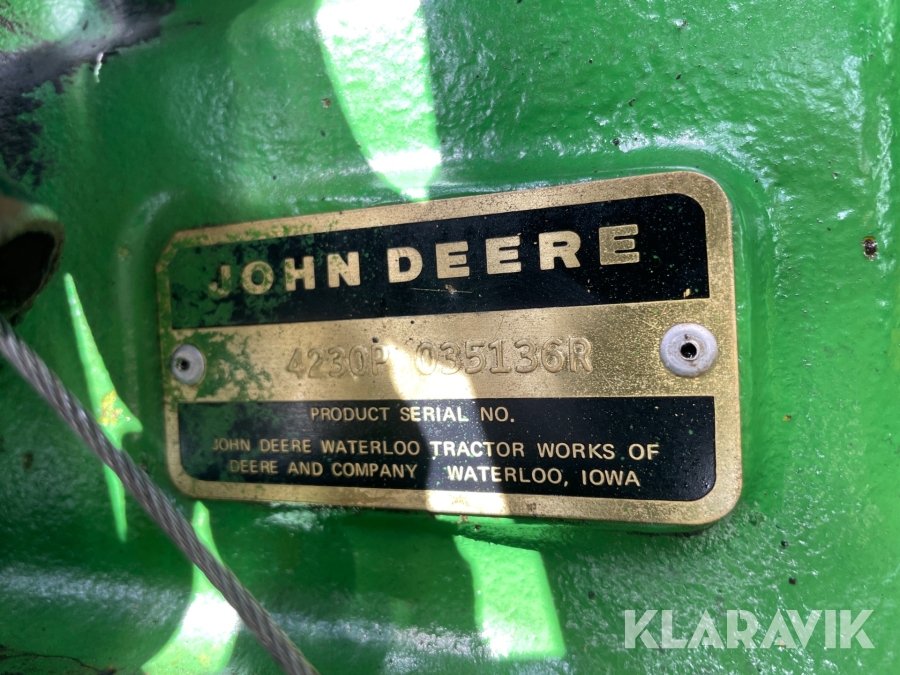 JOHN DEERE
4230P 035136R
PRODUCT SERIAL NO.
JOHN DEERE WATERLOO TRACTOR WORKS OF
DEERE AND COMPANY WATERLOO, IOWA
KLARAVIK